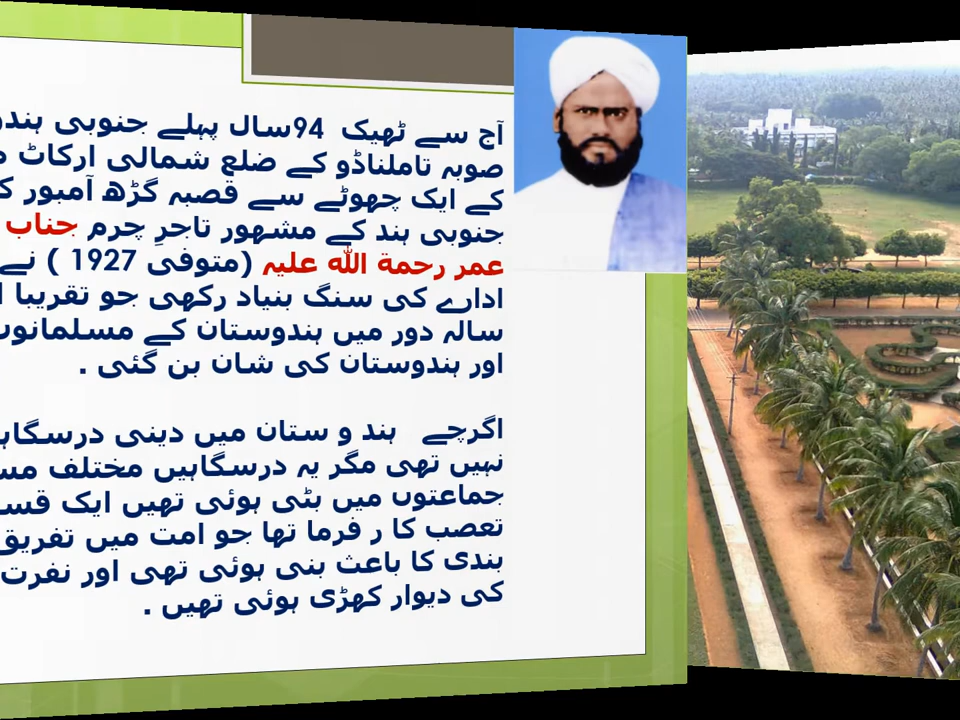 آج سے ٹھیک 94سال پہلے جنوبی
صوبہ تاملناڈو کے ضلع شمالی ارکاٹ
کے ایک چھوٹے سے قصبہ گڑھ آمبور
جنوبی ہند کے مشہور تاجرِ چرم جناب
عمر رحمة اللّٰہ علیہ (متوفی 1927 ) نے
ادارے کی سنگ بنیاد رکھی جو تقریبا
سالہ دور میں ہندوستان کے
اور ہندوستان کی شان بن گئی .
اگرچے ہند و ستان میں دینی
نہیں تھی مگر یہ درسگاہیں مختلف
جماعتوں میں بٹی ہوئی تھیں ایک
تعصب کا ر فرما تھا جو امت میں تفریق
بندی کا باعث بنی ہوئی تھی اور نفرت
کی دیوار کھڑی ہوئی تھیں .